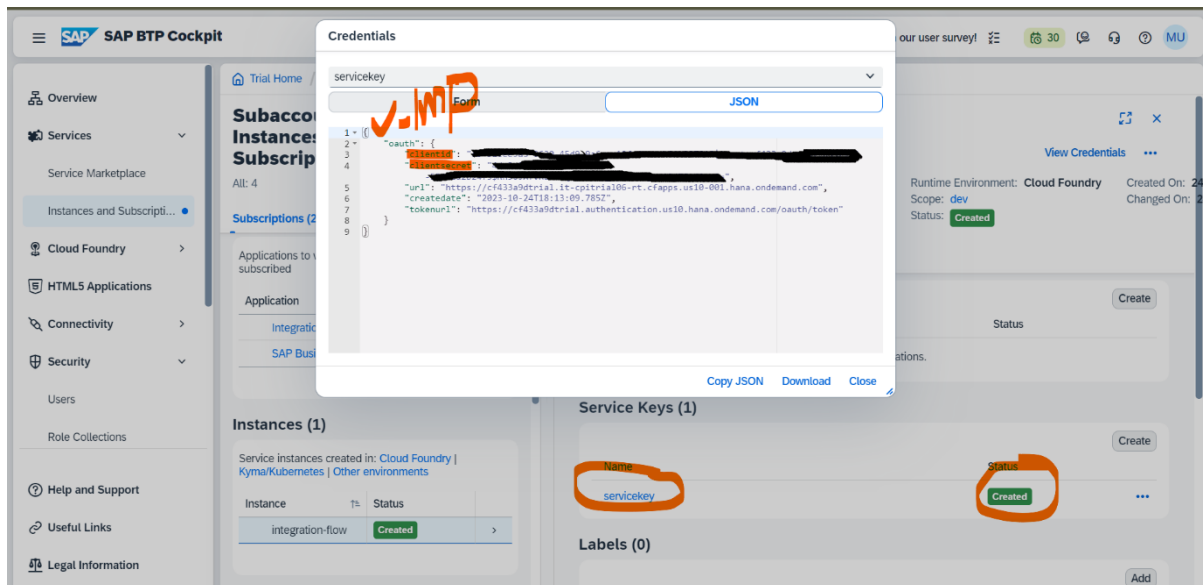 SAP BTP Cockpit
our user survey!
30
MU
Overview
Services
Service Marketplace
Instances and Subscripti...
Cloud Foundry
HTML5 Applications
Connectivity
Security
Users
Role Collections
Help and Support
Useful Links
Legal Information
Trial Home /
Subaccou
Instances
Subscrip
All: 4
Subscriptions (2
Applications to
subscribed
Application
Integratio
SAP Busi
Instances (1)
Service instances created in: Cloud Foundry |
Kyma/Kubernetes | Other environments
Instance Status
integration-flow Created
Credentials
servicekey
Form JSON
V-Imp
1 {
2 "oauth": {
3 "clientid":
4 "clientsecret":
5 "url": "https://cf433a9dtrial.it-cpitrial06-rt.cfapps.us10-001.hana.ondemand.com",
6 "createdate": "2023-10-24T18:13:09.785Z",
7 "tokenurl": "https://cf433a9dtrial.authentication.us10.hana.ondemand.com/oauth/token"
8 }
9 }
Copy JSON Download Close
View Credentials
Runtime Environment: Cloud Foundry
Scope: dev
Status: Created
Created On: 24
Changed On: 2
Create
Status
ations.
Service Keys (1)
Create
Name Status
servicekey Created
Labels (0)
Add